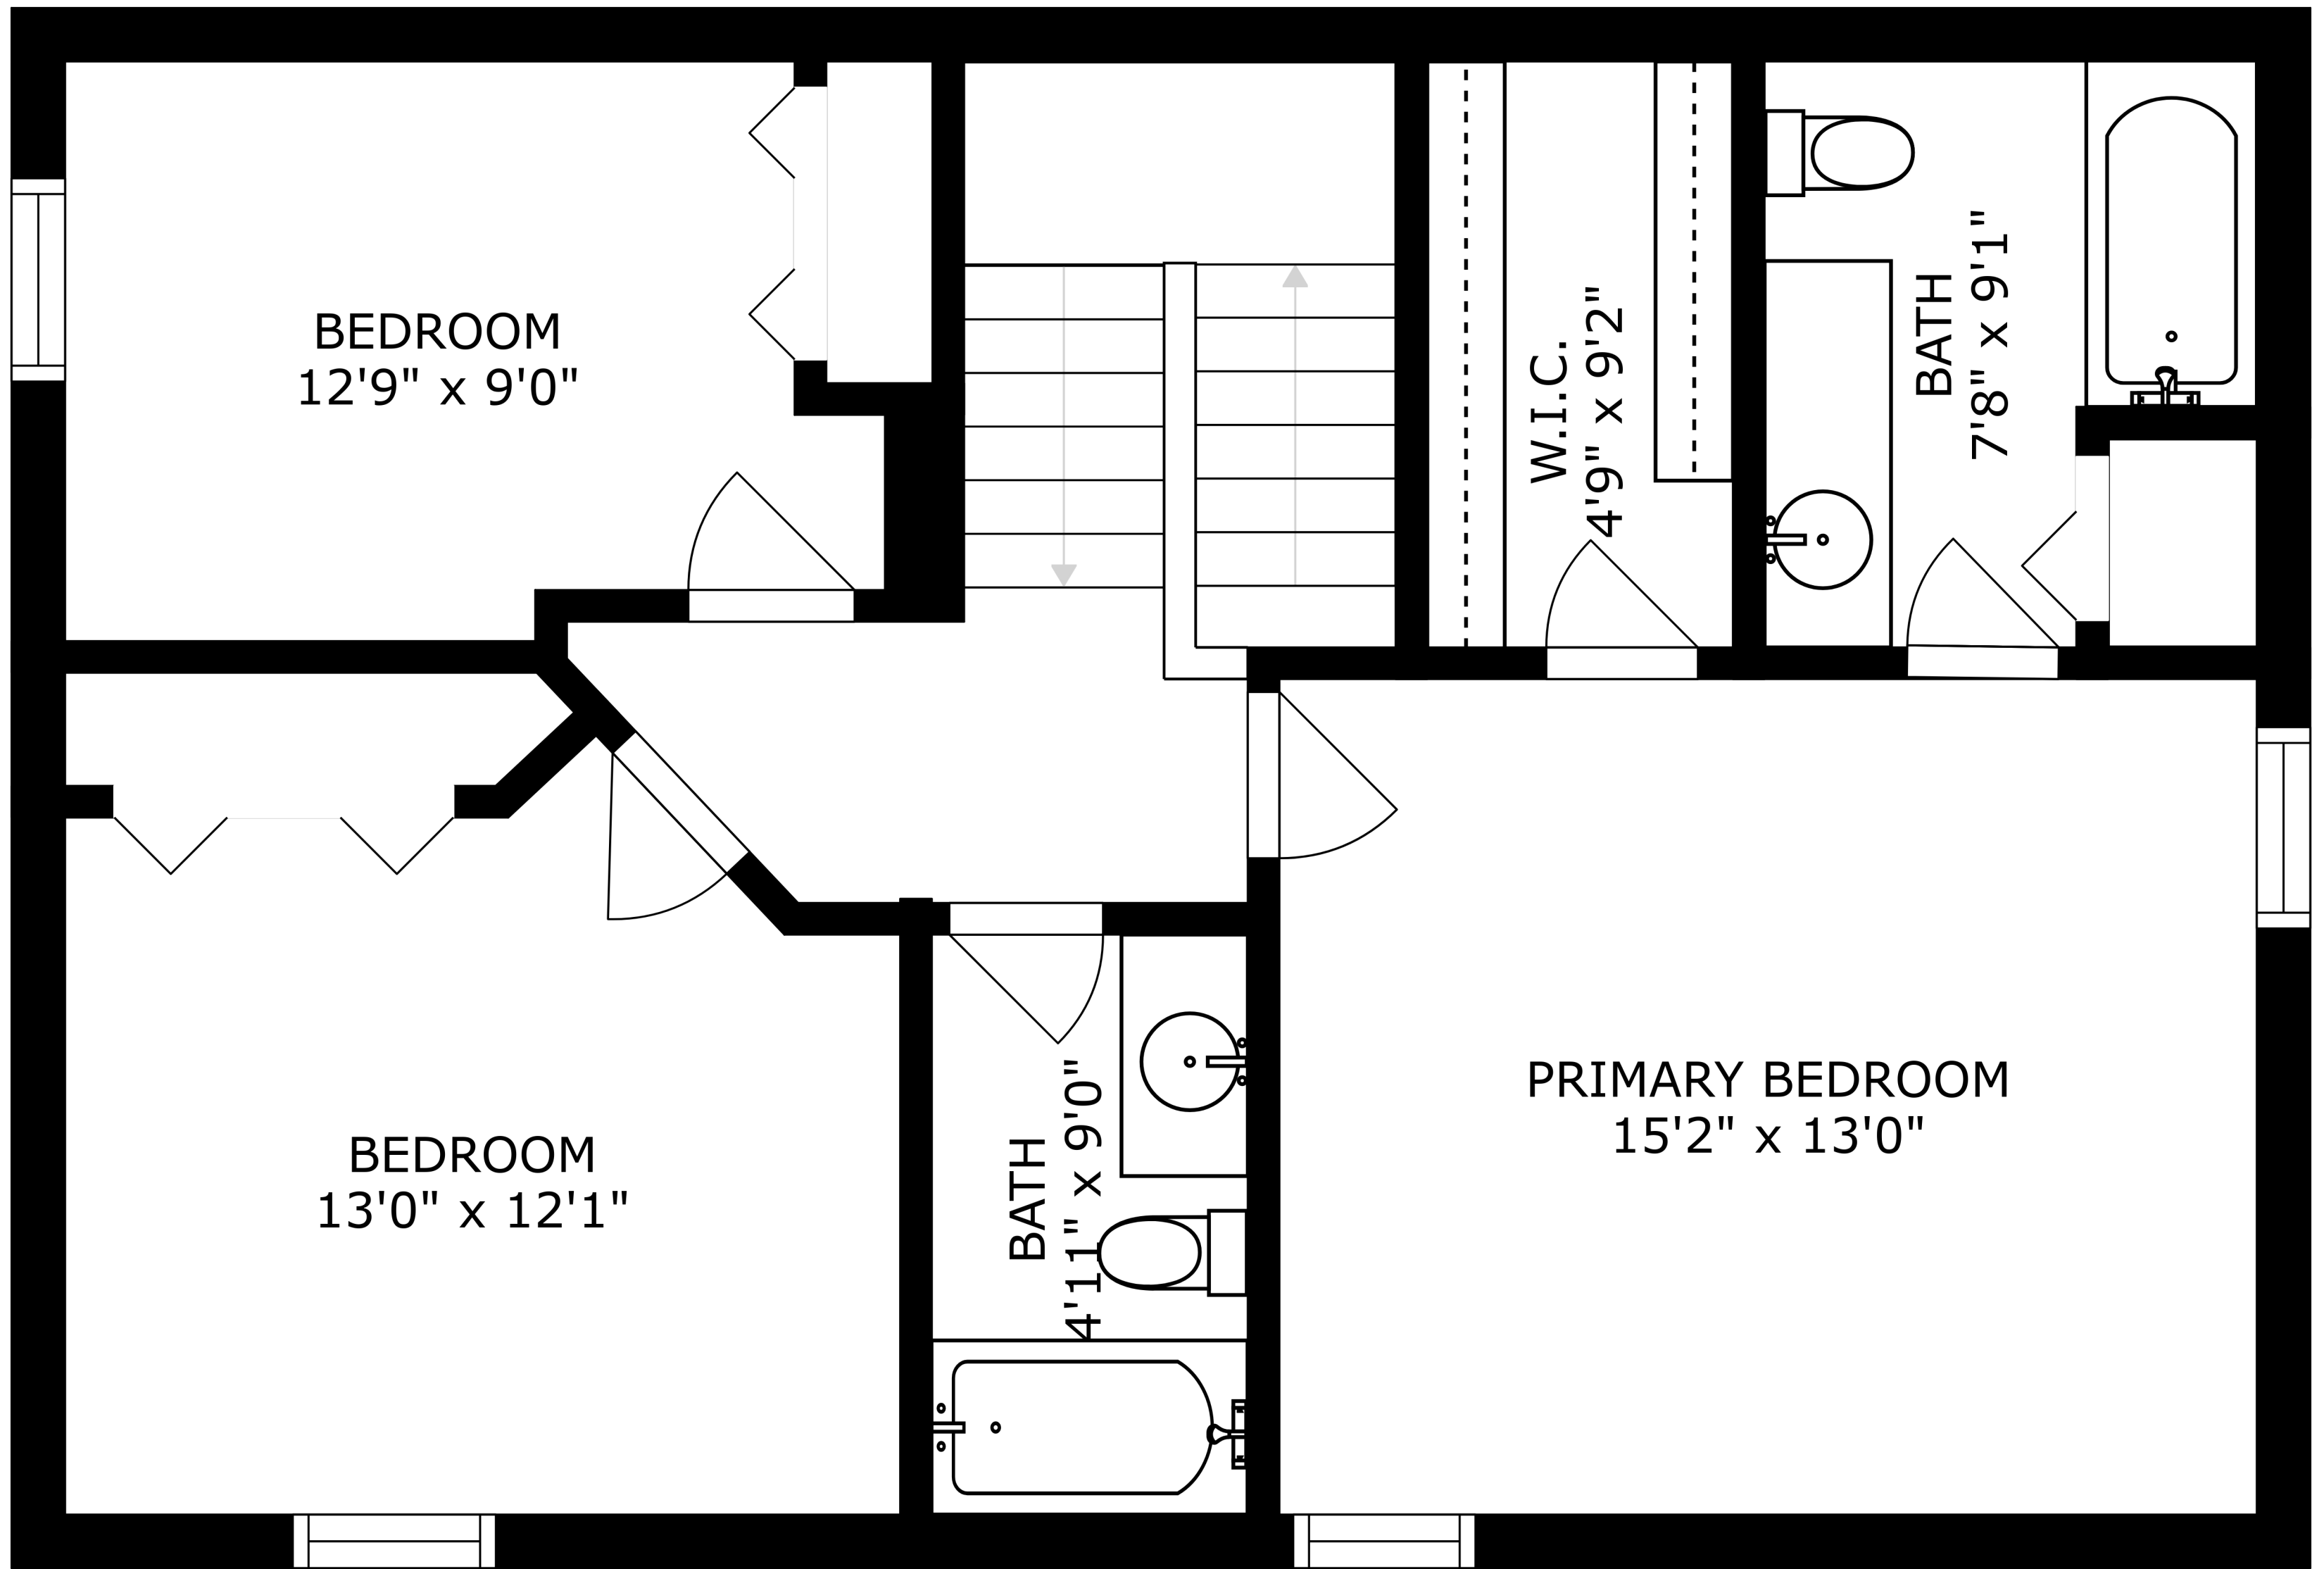 BEDROOM
12'9" x 9'0"
W.I.C.
4'9" x 9'2"
BATH
7'8" x 9'1"
BEDROOM
13'0" x 12'1"
BATH
4'11" x 9'0"
PRIMARY BEDROOM
15'2" x 13'0"